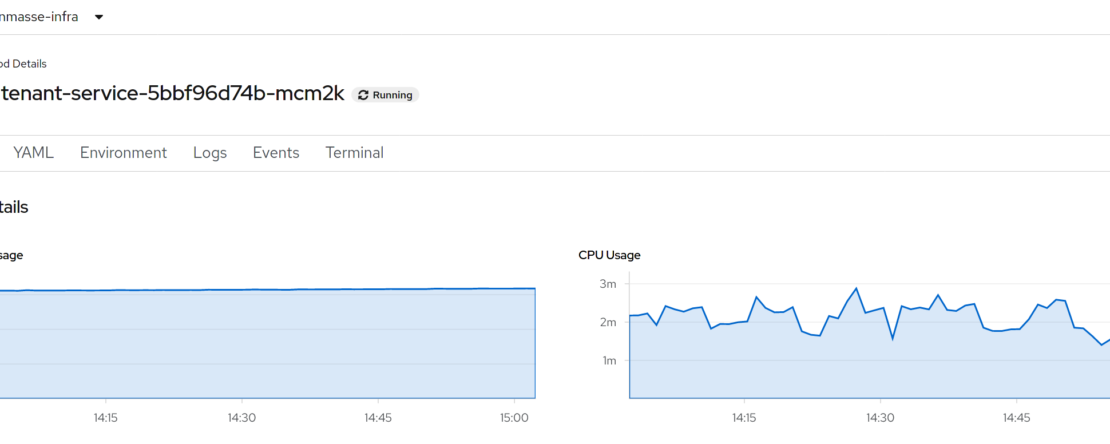 nmasse-infra
od Details
tenant-service-5bbf96d74b-mcm2k Running
YAML Environment Logs Events Terminal
tails
sage
CPU Usage
3m
2m
1m
14:15 14:30 14:45 15:00
14:15 14:30 14:45